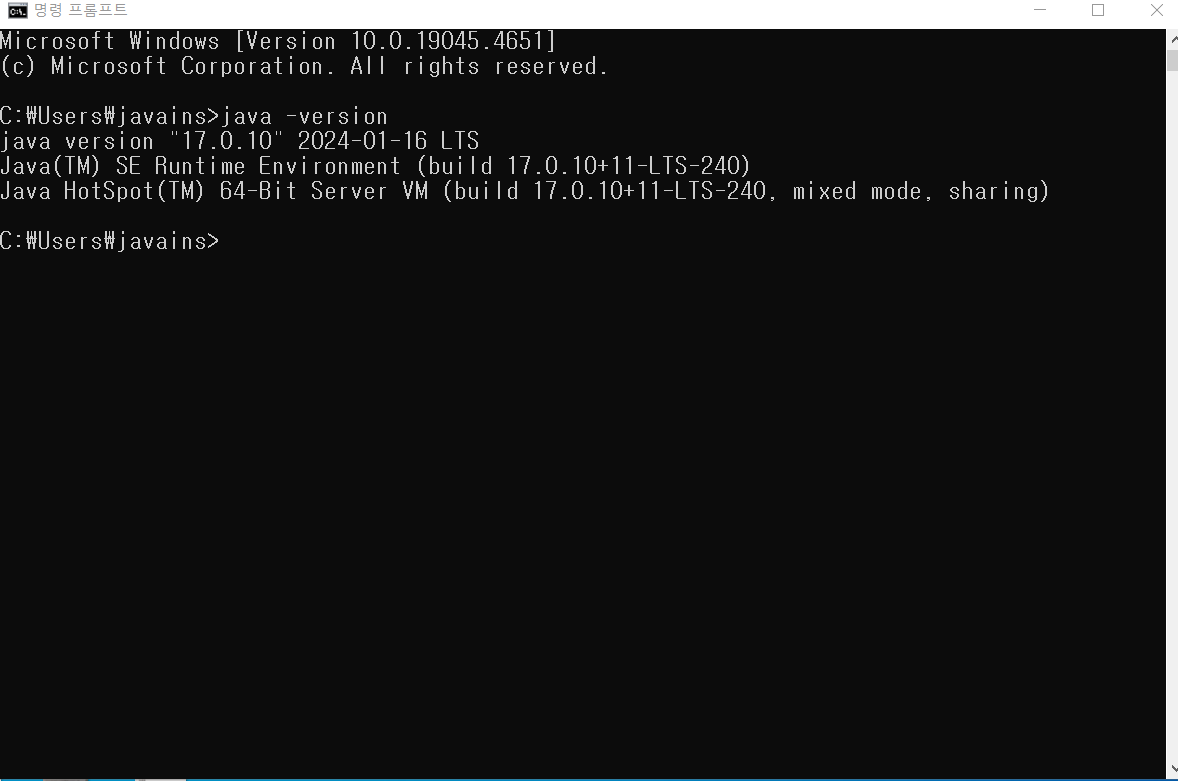 명령 프롬프트
Microsoft Windows [Version 10.0.19045.4651]
(c) Microsoft Corporation. All rights reserved.
C:₩Users₩javains>java -version
java version "17.0.10" 2024-01-16 LTS
Java(TM) SE Runtime Environment (build 17.0.10+11-LTS-240)
Java HotSpot(TM) 64-Bit Server VM (build 17.0.10+11-LTS-240, mixed mode, sharing)
C:₩Users₩javains>